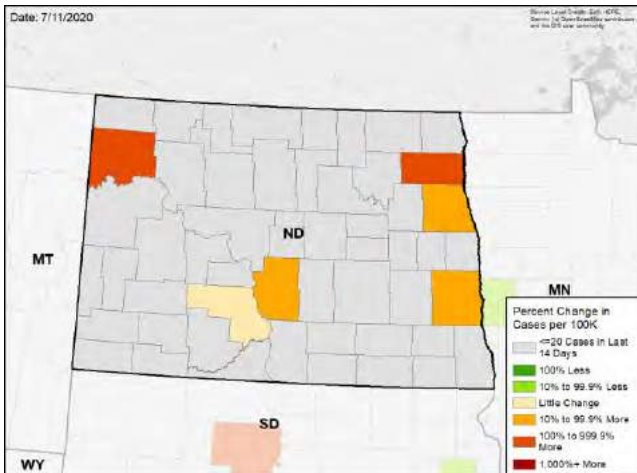 Date: 7/11/2020
ND
MT
MN
SD
WY
Percent Change in
Cases per 100K
<=20 Cases in Last
14 Days
100% Less
10% to 99.9% Less
Little Change
10% to 99.9% More
100% to 999.9%
More
1,000%+ More